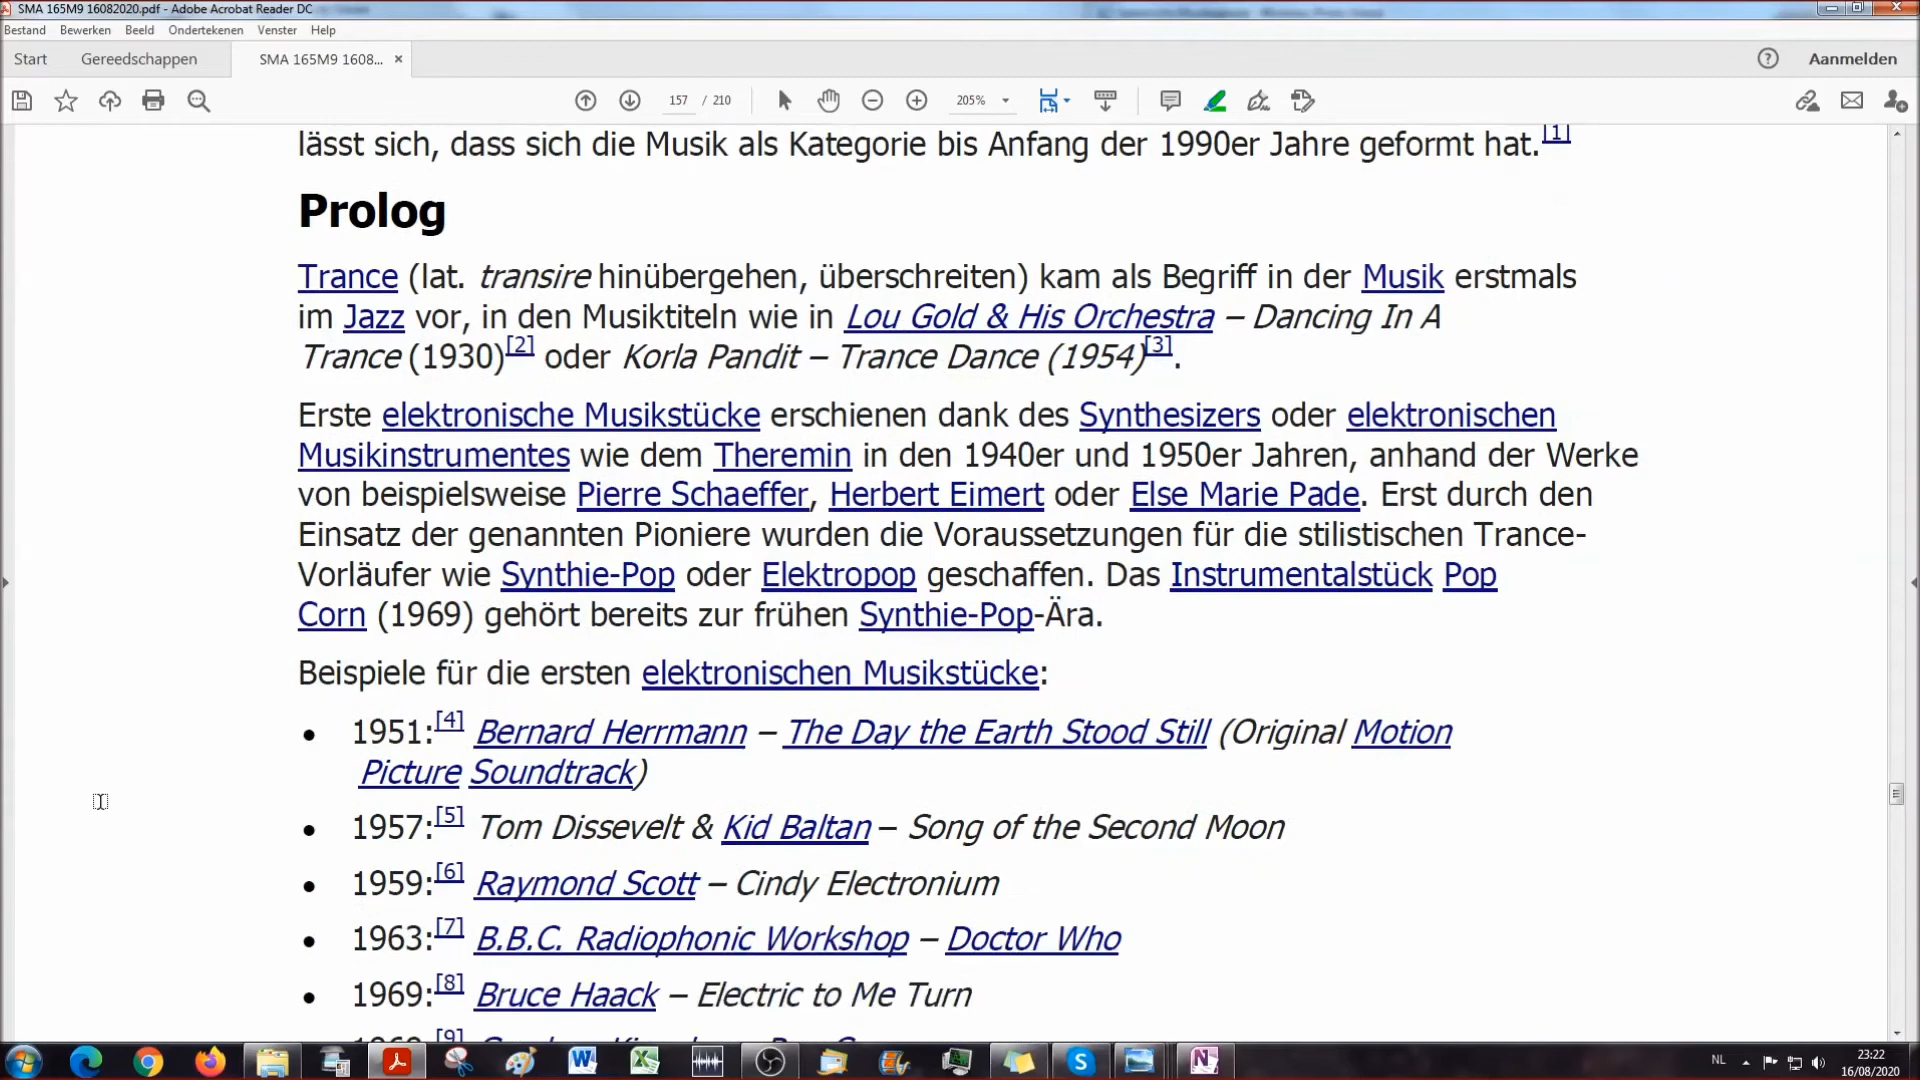 SMA 165M9 16082020.pdf - Adobe Acrobat Reader DC
Bestand Bewerken Beeld Ondertekenen Venster Help
Start Gereedschappen SMA 165M9 1608... × Aanmelden
157 / 210 205%
lässt sich, dass sich die Musik als Kategorie bis Anfang der 1990er Jahre geformt hat.[1]
Prolog
Trance (lat. transire hinübergehen, überschreiten) kam als Begriff in der Musik erstmals
im Jazz vor, in den Musiktiteln wie in Lou Gold & His Orchestra – Dancing In A
Trance (1930)[2] oder Korla Pandit – Trance Dance (1954)[3].
Erste elektronische Musikstücke erschienen dank des Synthesizers oder elektronischen
Musikinstrumentes wie dem Theremin in den 1940er und 1950er Jahren, anhand der Werke
von beispielsweise Pierre Schaeffer, Herbert Eimert oder Else Marie Pade. Erst durch den
Einsatz der genannten Pioniere wurden die Voraussetzungen für die stilistischen Trance-
Vorläufer wie Synthie-Pop oder Elektropop geschaffen. Das Instrumentalstück Pop
Corn (1969) gehört bereits zur frühen Synthie-Pop-Ära.
Beispiele für die ersten elektronischen Musikstücke:
• 1951:[4] Bernard Herrmann – The Day the Earth Stood Still (Original Motion
Picture Soundtrack)
• 1957:[5] Tom Dissevelt & Kid Baltan – Song of the Second Moon
• 1959:[6] Raymond Scott – Cindy Electronium
• 1963:[7] B.B.C. Radiophonic Workshop – Doctor Who
• 1969:[8] Bruce Haack – Electric to Me Turn
[9]
NL 23:22
16/08/2020